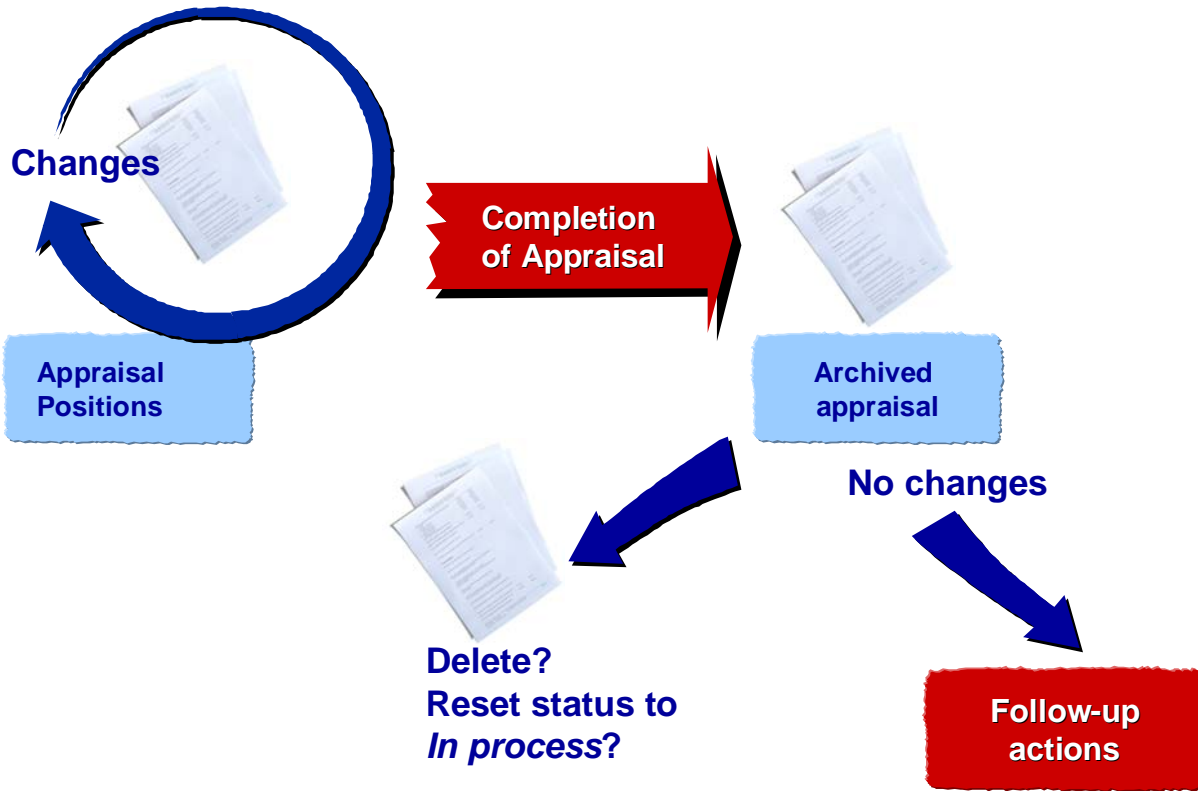 Changes
Completion
of Appraisal
Appraisal
Positions
Archived
appraisal
No changes
Delete?
Reset status to
In process?
Follow-up
actions